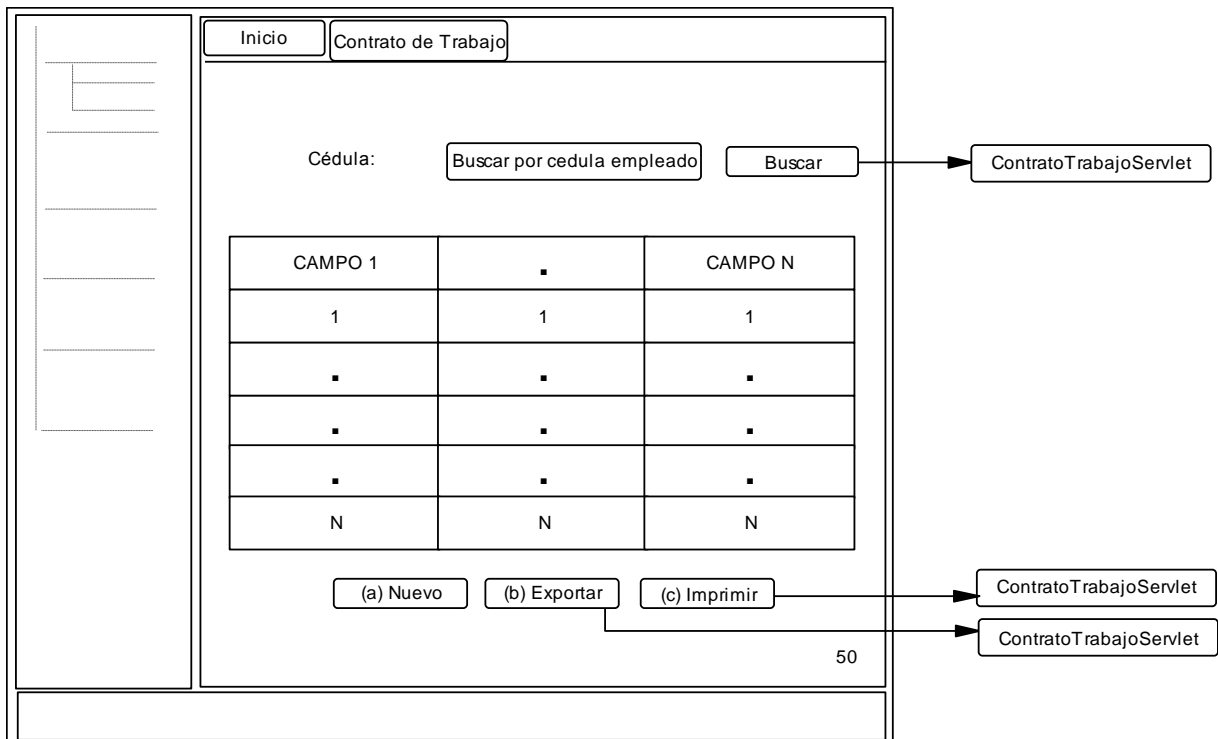 Inicio
Contrato de Trabajo
Cédula:
Buscar por cedula empleado
Buscar
ContratoTrabajoServlet
CAMPO 1
.
CAMPO N
1
1
1
.
.
.
.
.
.
.
.
.
N
N
N
(a) Nuevo
(b) Exportar
(c) Imprimir
ContratoTrabajoServlet
ContratoTrabajoServlet
50